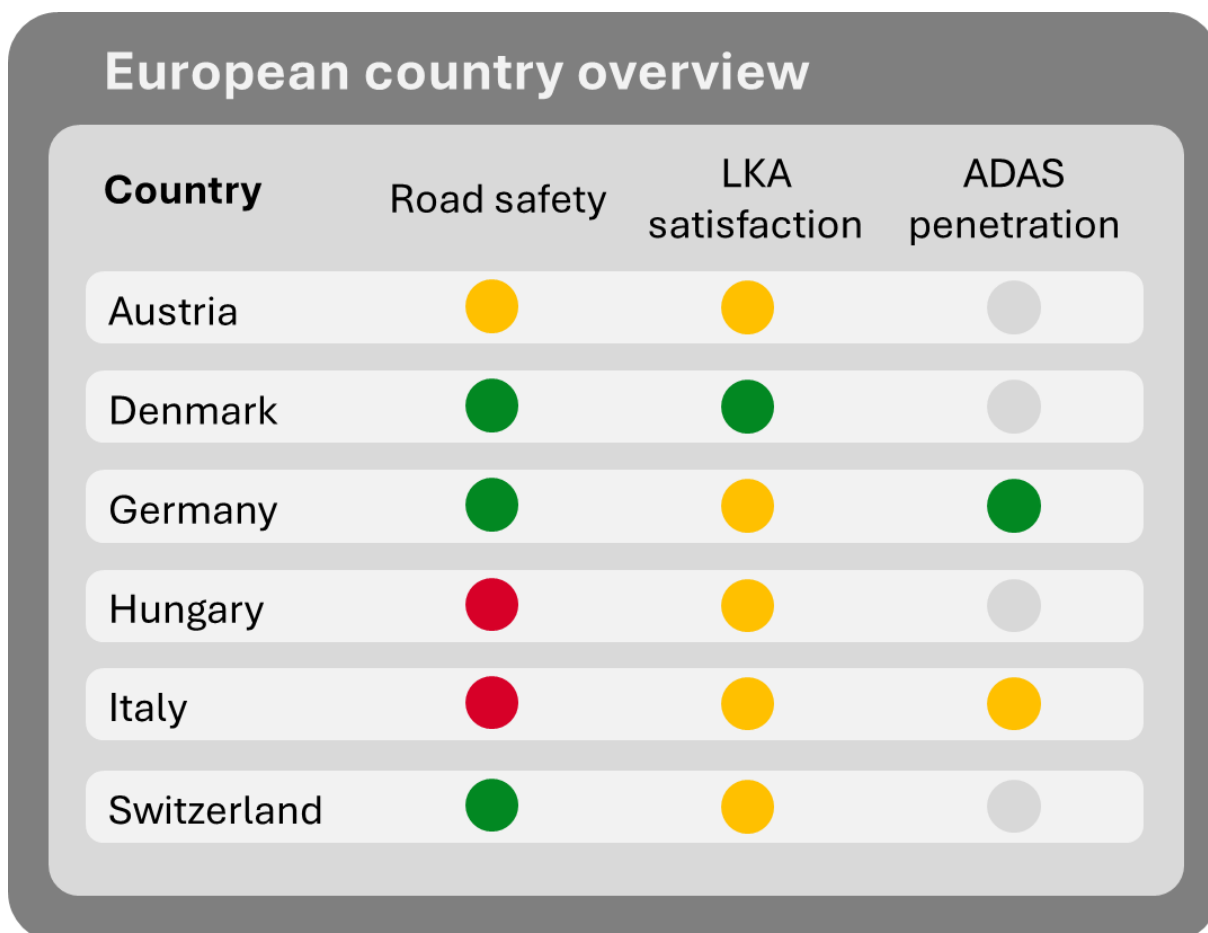 European country overview
Country
Road safety
LKA
satisfaction
ADAS
penetration
Austria
Denmark
Germany
Hungary
Italy
Switzerland